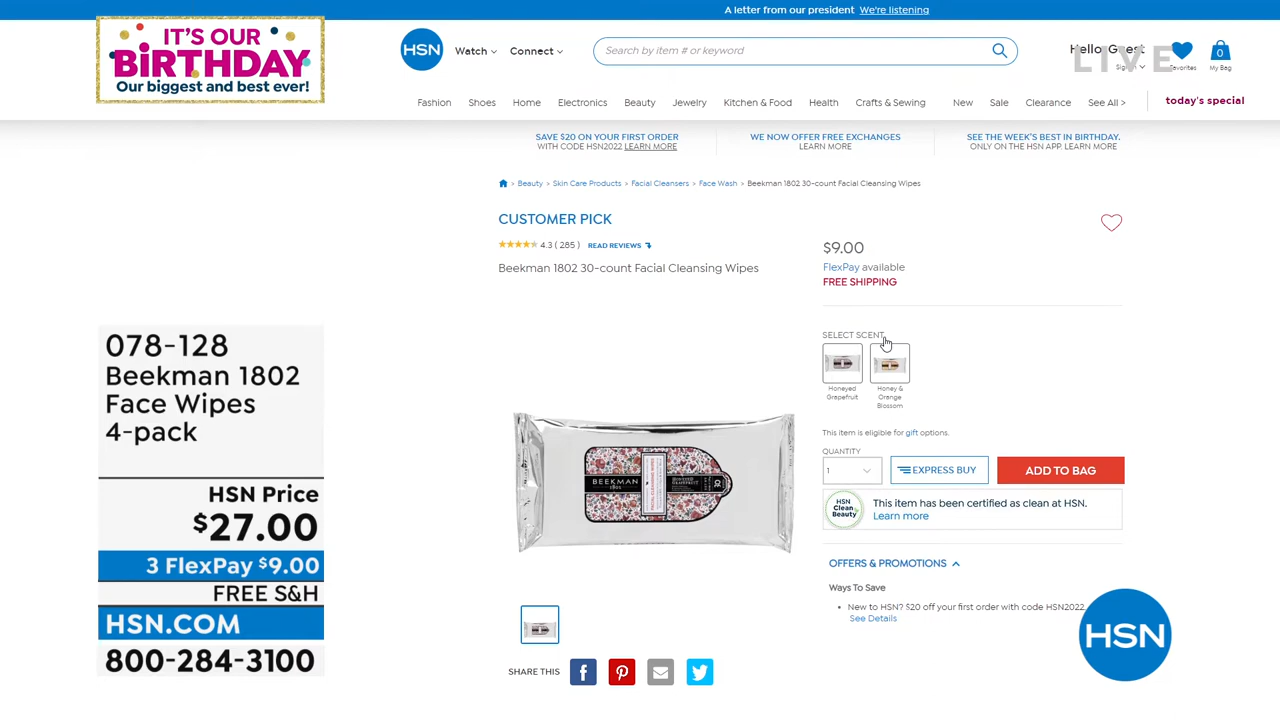 A letter from our president We're listening
IT'S OUR
BIRTHDAY
Our biggest and best ever!
HSN
Watch
Connect
Search by item # or keyword
Hello Guest
LIVE
Favorites
0
My Bag
Fashion
Shoes
Home
Electronics
Beauty
Jewelry
Kitchen & Food
Health
Crafts & Sewing
New
Sale
Clearance
See All >
today's special
SAVE $20 ON YOUR FIRST ORDER
WITH CODE HSN2022. LEARN MORE
WE NOW OFFER FREE EXCHANGES
LEARN MORE
SEE THE WEEK'S BEST IN BIRTHDAY.
ONLY ON THE HSN APP. LEARN MORE
> Beauty > Skin Care Products > Facial Cleansers > Face Wash > Beekman 1802 30-count Facial Cleansing Wipes
CUSTOMER PICK
4.3 ( 285 ) READ REVIEWS
Beekman 1802 30-count Facial Cleansing Wipes
$9.00
FlexPay available
FREE SHIPPING
SELECT SCENT
Honeyed
Grapefruit
Honey &
Orange
Blossom
This item is eligible for gift options.
QUANTITY
1
EXPRESS BUY
ADD TO BAG
HSN
Clean
Beauty
This item has been certified as clean at HSN.
Learn more
OFFERS & PROMOTIONS
Ways To Save
• New to HSN? $20 off your first order with code HSN2022.
See Details
BEEKMAN
1802
SHARE THIS
078-128
Beekman 1802
Face Wipes
4-pack
HSN Price
$27.00
3 FlexPay $9.00
FREE S&H
HSN.COM
800-284-3100
HSN